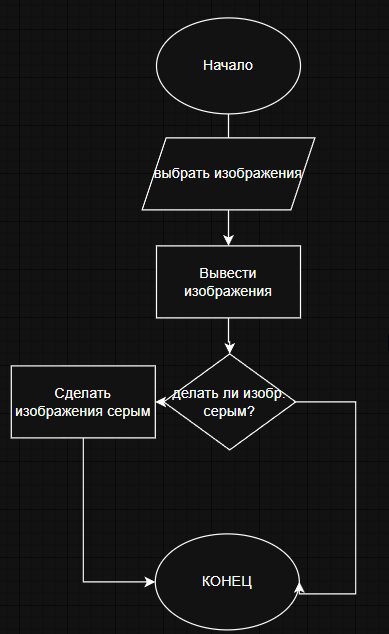 Начало
выбрать изображения
Вывести
изображения
Сделать
изображения серым
делать ли изобр.
серым?
КОНЕЦ